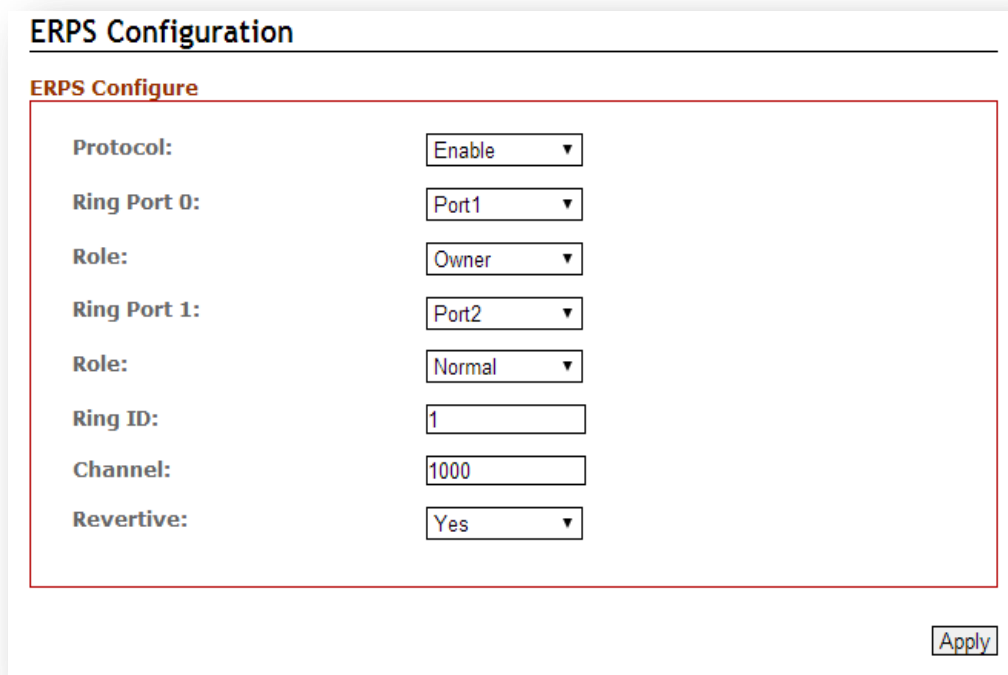 ERPS Configuration
ERPS Configure
Protocol: Enable
Ring Port 0: Port1
Role: Owner
Ring Port 1: Port2
Role: Normal
Ring ID: 1
Channel: 1000
Revertive: Yes
Apply